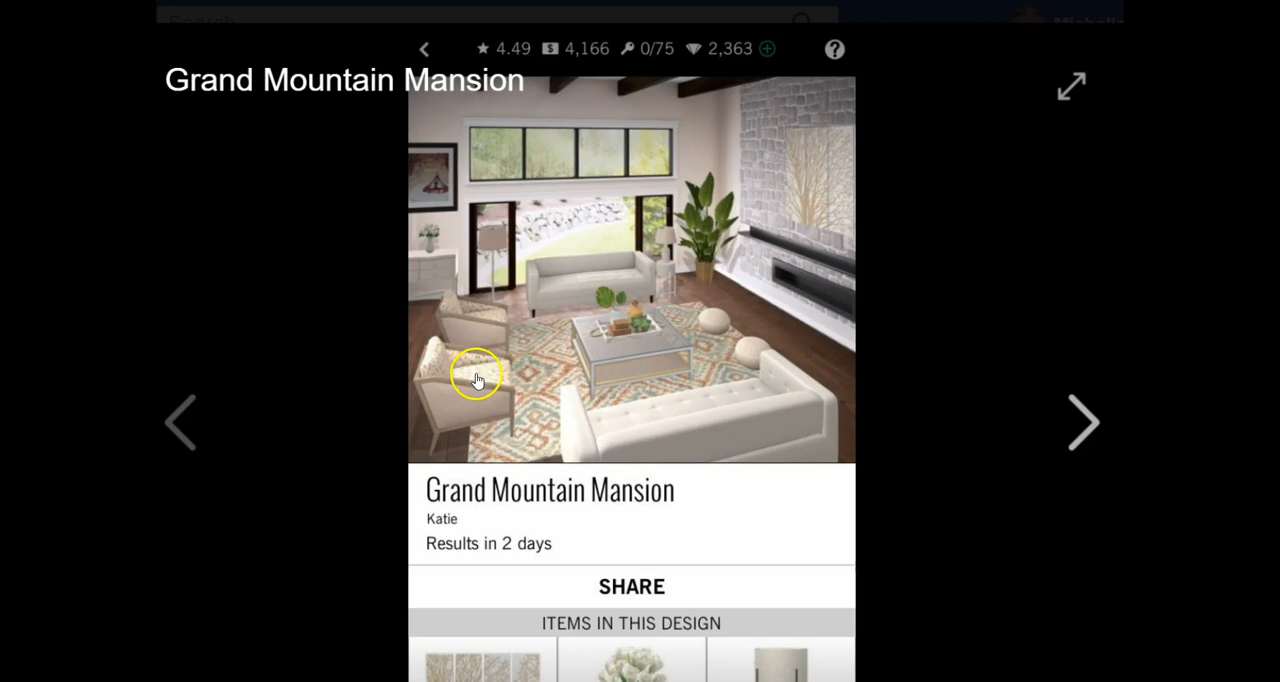 Search
4.49 4,166 0/75 2,363
Grand Mountain Mansion
Grand Mountain Mansion
Katie
Results in 2 days
SHARE
ITEMS IN THIS DESIGN